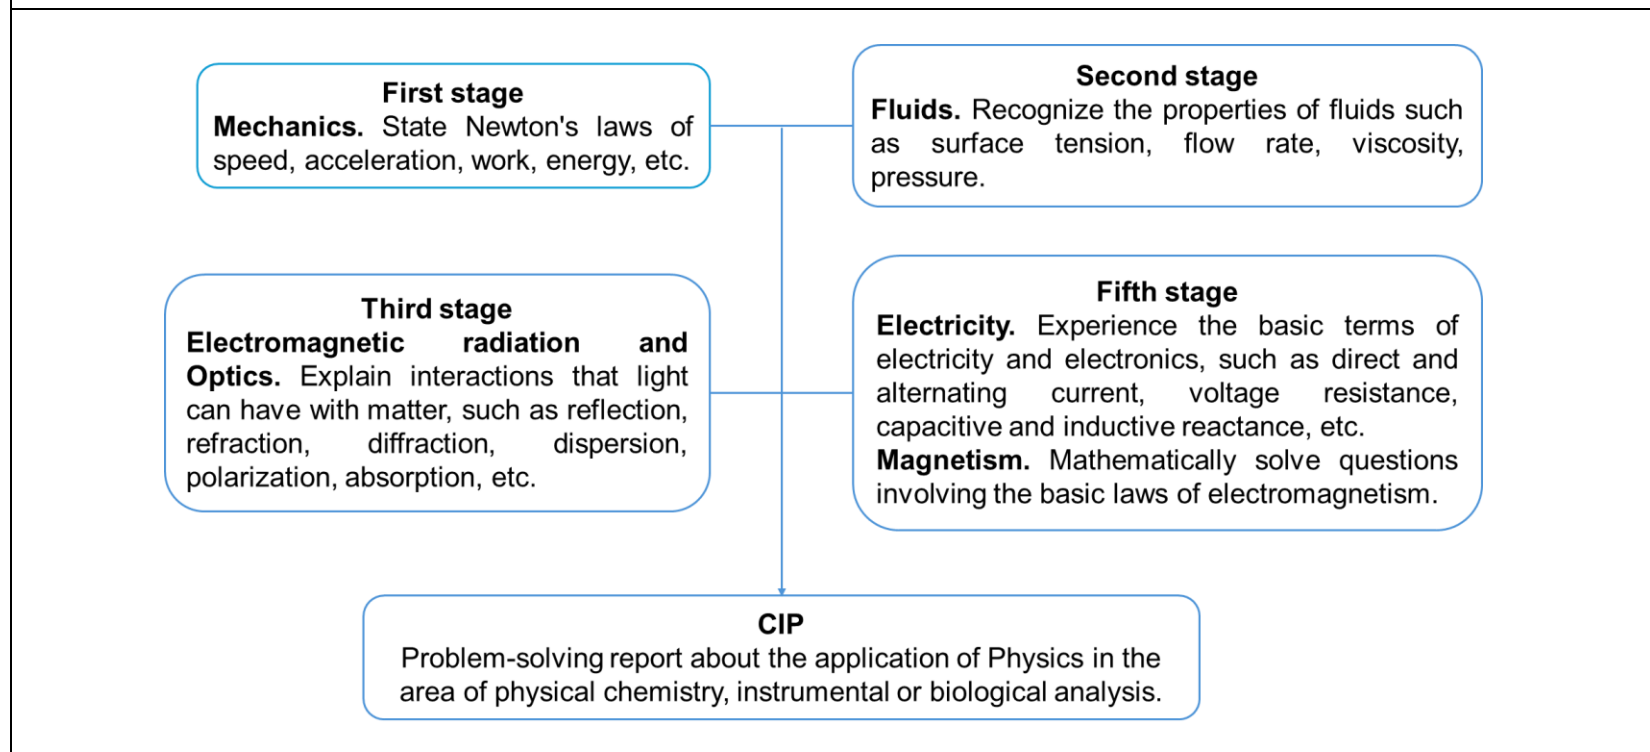 First stage
Mechanics. State Newton's laws of
speed, acceleration, work, energy, etc.
Second stage
Fluids. Recognize the properties of fluids such
as surface tension, flow rate, viscosity,
pressure.
Third stage
Electromagnetic radiation and
Optics. Explain interactions that light
can have with matter, such as reflection,
refraction, diffraction, dispersion,
polarization, absorption, etc.
Fifth stage
Electricity. Experience the basic terms of
electricity and electronics, such as direct and
alternating current, voltage resistance,
capacitive and inductive reactance, etc.
Magnetism. Mathematically solve questions
involving the basic laws of electromagnetism.
CIP
Problem-solving report about the application of Physics in the
area of physical chemistry, instrumental or biological analysis.